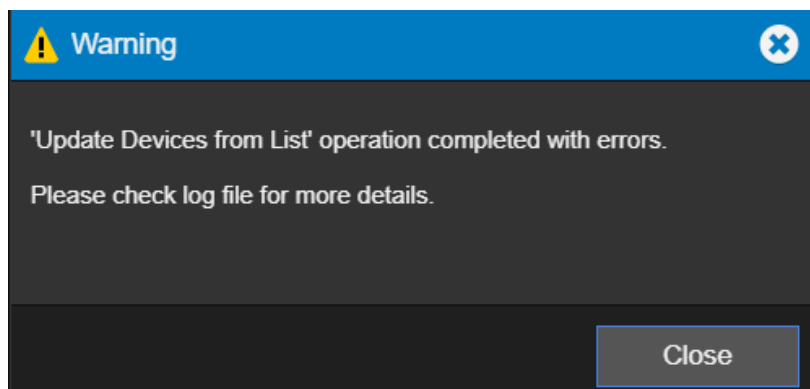 Warning
'Update Devices from List' operation completed with errors.
Please check log file for more details.
Close